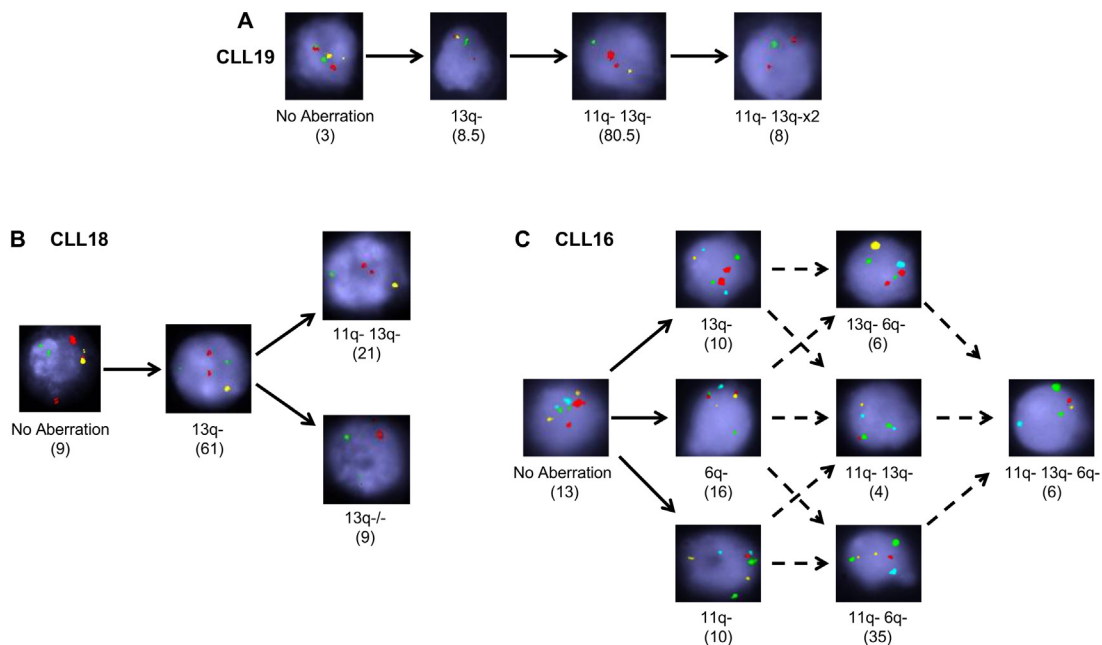 A
CLL19
No Aberration
(3)
13q-
(8.5)
11q- 13q-
(80.5)
11q- 13q-x2
(8)
B CLL18
No Aberration
(9)
13q-
(61)
11q- 13q-
(21)
13q-/-
(9)
C CLL16
No Aberration
(13)
13q-
(10)
6q-
(16)
11q-
(10)
13q- 6q-
(6)
11q- 13q-
(4)
11q- 6q-
(35)
11q- 13q- 6q-
(6)